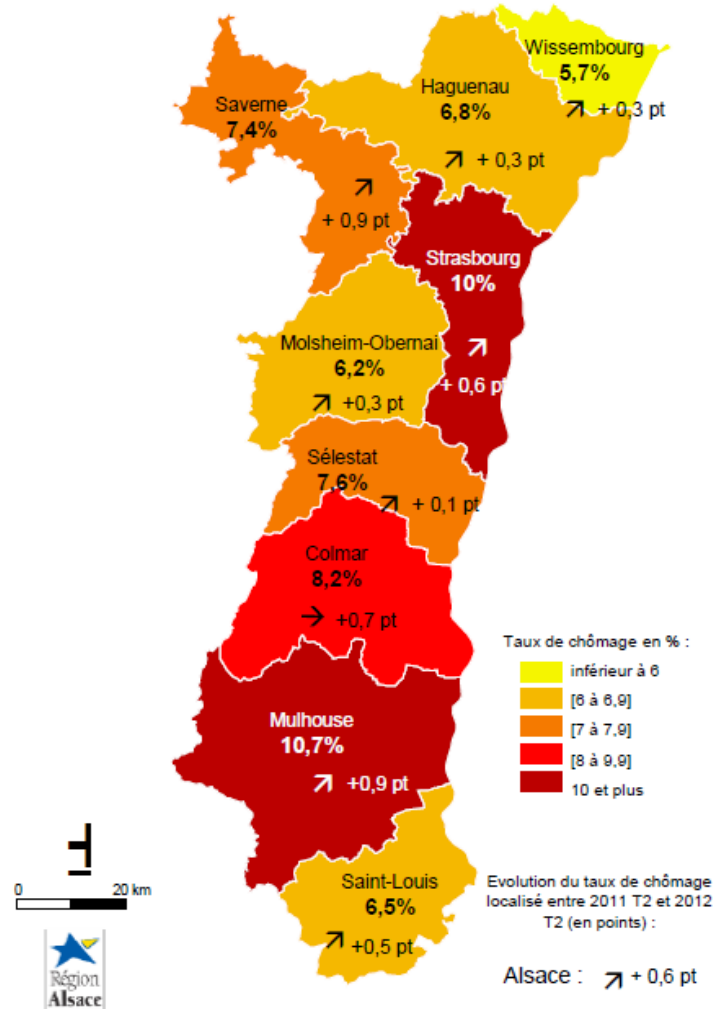 Wissembourg
5,7%
+ 0,3 pt
Haguenau
6,8%
+ 0,3 pt
Saverne
7,4%
+ 0,9 pt
Strasbourg
10%
+ 0,6 pt
Molsheim-Obernai
6,2%
+0,3 pt
Sélestat
7,6%
+ 0,1 pt
Colmar
8,2%
+0,7 pt
Mulhouse
10,7%
+0,9 pt
Saint-Louis
6,5%
+0,5 pt
Taux de chômage en % :
inférieur à 6
[6 à 6,9]
[7 à 7,9]
[8 à 9,9]
10 et plus
0 20 km
Région
Alsace
Evolution du taux de chômage
localisé entre 2011 T2 et 2012
T2 (en points) :
Alsace : + 0,6 pt